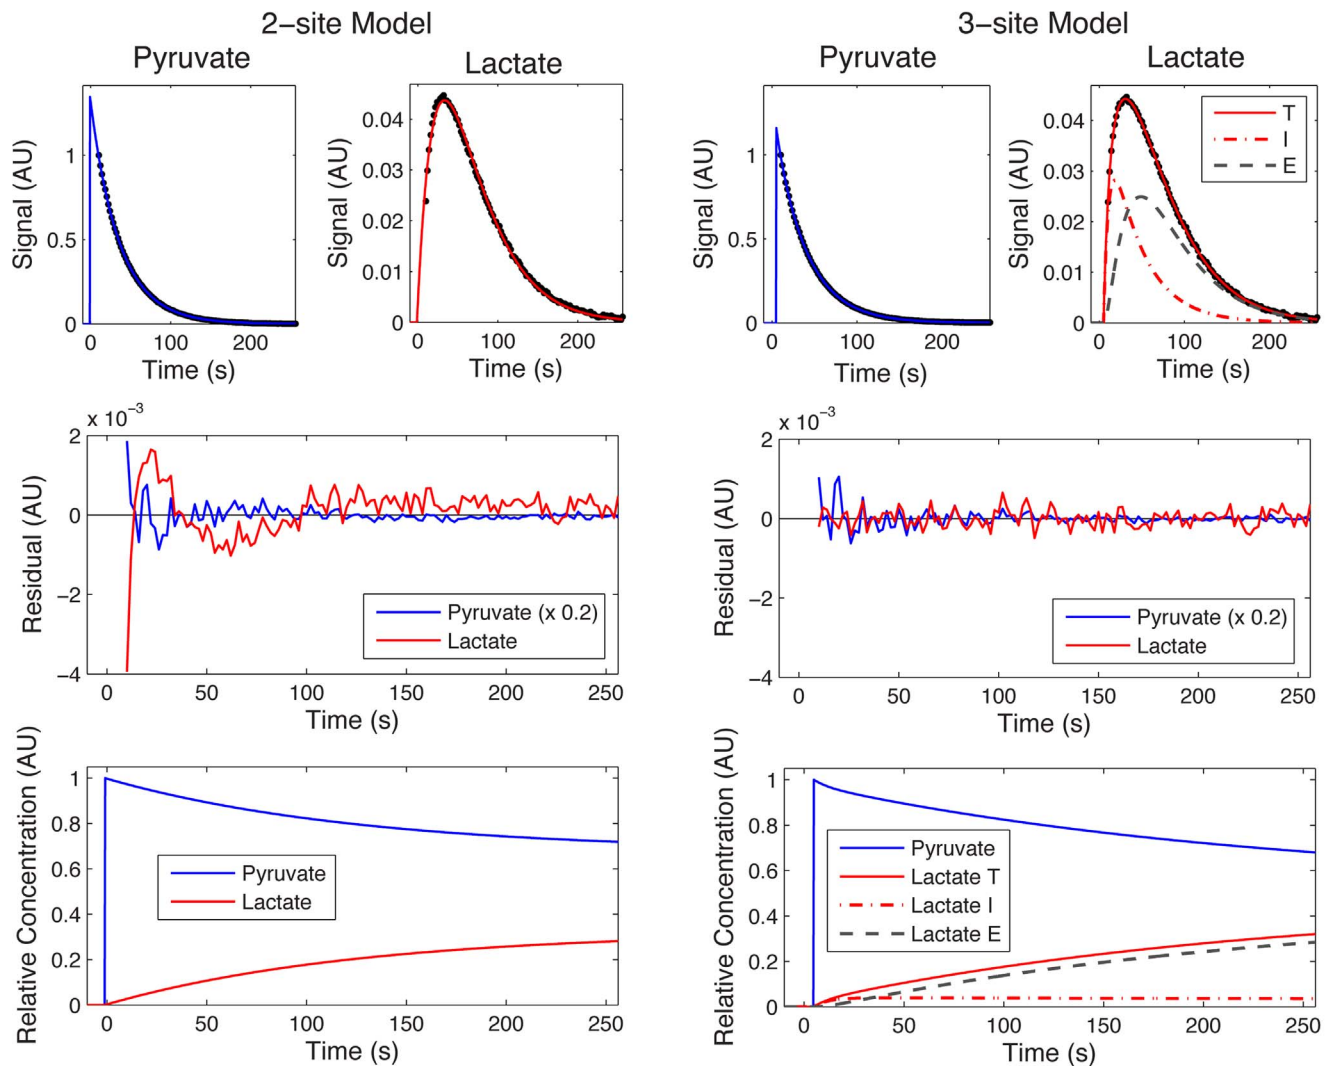 2-site Model
Pyruvate
Lactate
Signal (AU)
1
0.5
0
0 100 200
Time (s)
Signal (AU)
0.04
0.03
0.02
0.01
0
0 100 200
Time (s)
3-site Model
Pyruvate
Lactate
Signal (AU)
1
0.5
0
0 100 200
Time (s)
Signal (AU)
0.04
0.03
0.02
0.01
0
T
I
E
0 100 200
Time (s)
x 10⁻³
Residual (AU)
2
0
−2
−4
Pyruvate (x 0.2)
Lactate
0 50 100 150 200 250
Time (s)
x 10⁻³
Residual (AU)
2
0
−2
−4
Pyruvate (x 0.2)
Lactate
0 50 100 150 200 250
Time (s)
Relative Concentration (AU)
1
0.8
0.6
0.4
0.2
0
Pyruvate
Lactate
0 50 100 150 200 250
Time (s)
Relative Concentration (AU)
1
0.8
0.6
0.4
0.2
0
Pyruvate
Lactate T
Lactate I
Lactate E
0 50 100 150 200 250
Time (s)